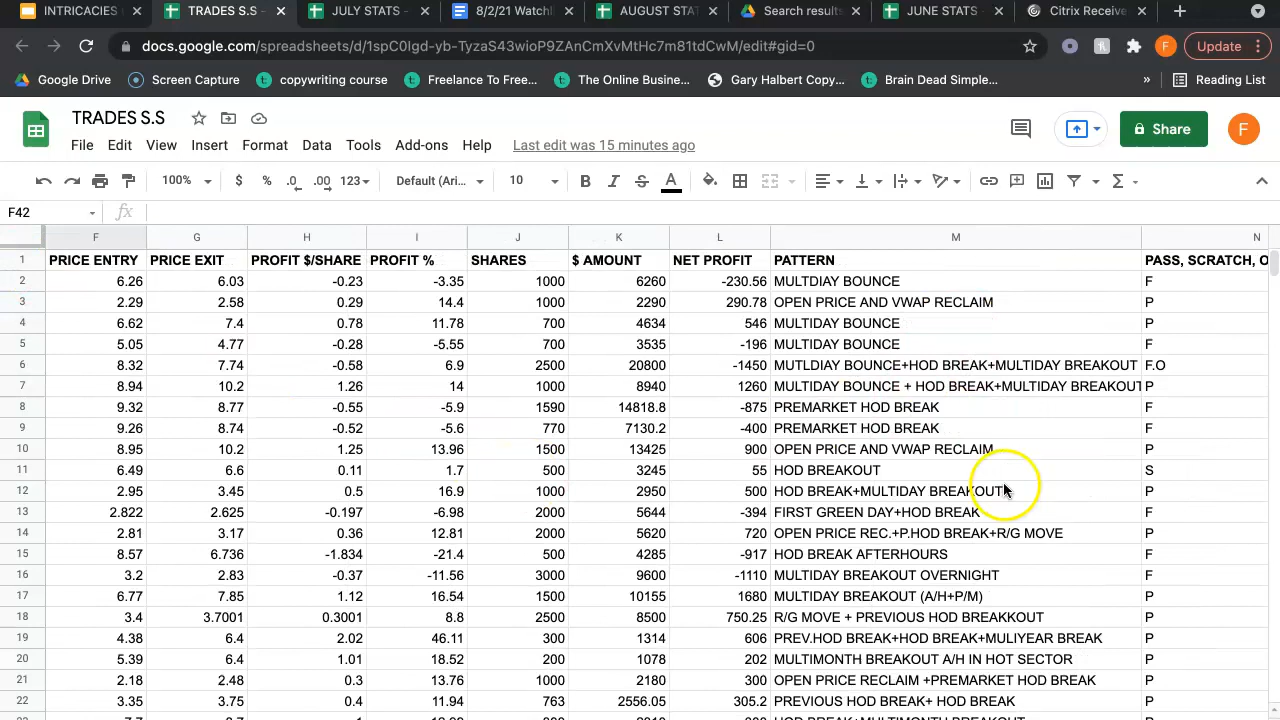 INTRICACIES
TRADES S.S -
JULY STATS -
8/2/21 Watchl
AUGUST STAT
Search results
JUNE STATS -
Citrix Receive
docs.google.com/spreadsheets/d/1spC0Igd-yb-TyzaS43wioP9ZAnCmXvMtHc7m81tdCwM/edit#gid=0
Update
Google Drive
Screen Capture
copywriting course
Freelance To Free...
The Online Busine...
Gary Halbert Copy...
Brain Dead Simple...
»
Reading List
TRADES S.S
File Edit View Insert Format Data Tools Add-ons Help Last edit was 15 minutes ago
Share
F
100% $ % .0 .00 123 Default (Ari... 10 B I S A
F42 fx
F G H I J K L M N
1 PRICE ENTRY PRICE EXIT PROFIT $/SHARE PROFIT % SHARES $ AMOUNT NET PROFIT PATTERN PASS, SCRATCH, O
2 6.26 6.03 -0.23 -3.35 1000 6260 -230.56 MULTDIAY BOUNCE F
3 2.29 2.58 0.29 14.4 1000 2290 290.78 OPEN PRICE AND VWAP RECLAIM P
4 6.62 7.4 0.78 11.78 700 4634 546 MULTIDAY BOUNCE P
5 5.05 4.77 -0.28 -5.55 700 3535 -196 MULTIDAY BOUNCE F
6 8.32 7.74 -0.58 6.9 2500 20800 -1450 MUTLDIAY BOUNCE+HOD BREAK+MULTIDAY BREAKOUT F.O
7 8.94 10.2 1.26 14 1000 8940 1260 MULTIDAY BOUNCE + HOD BREAK+MULTIDAY BREAKOUT P
8 9.32 8.77 -0.55 -5.9 1590 14818.8 -875 PREMARKET HOD BREAK F
9 9.26 8.74 -0.52 -5.6 770 7130.2 -400 PREMARKET HOD BREAK F
10 8.95 10.2 1.25 13.96 1500 13425 900 OPEN PRICE AND VWAP RECLAIM P
11 6.49 6.6 0.11 1.7 500 3245 55 HOD BREAKOUT S
12 2.95 3.45 0.5 16.9 1000 2950 500 HOD BREAK+MULTIDAY BREAKOUT P
13 2.822 2.625 -0.197 -6.98 2000 5644 -394 FIRST GREEN DAY+HOD BREAK F
14 2.81 3.17 0.36 12.81 2000 5620 720 OPEN PRICE REC.+P.HOD BREAK+R/G MOVE P
15 8.57 6.736 -1.834 -21.4 500 4285 -917 HOD BREAK AFTERHOURS F
16 3.2 2.83 -0.37 -11.56 3000 9600 -1110 MULTIDAY BREAKOUT OVERNIGHT F
17 6.77 7.85 1.12 16.54 1500 10155 1680 MULTIDAY BREAKOUT (A/H+P/M) P
18 3.4 3.7001 0.3001 8.8 2500 8500 750.25 R/G MOVE + PREVIOUS HOD BREAKKOUT P
19 4.38 6.4 2.02 46.11 300 1314 606 PREV.HOD BREAK+HOD BREAK+MULIYEAR BREAK P
20 5.39 6.4 1.01 18.52 200 1078 202 MULTIMONTH BREAKOUT A/H IN HOT SECTOR P
21 2.18 2.48 0.3 13.76 1000 2180 300 OPEN PRICE RECLAIM +PREMARKET HOD BREAK P
22 3.35 3.75 0.4 11.94 763 2556.05 305.2 PREVIOUS HOD BREAK+ HOD BREAK P